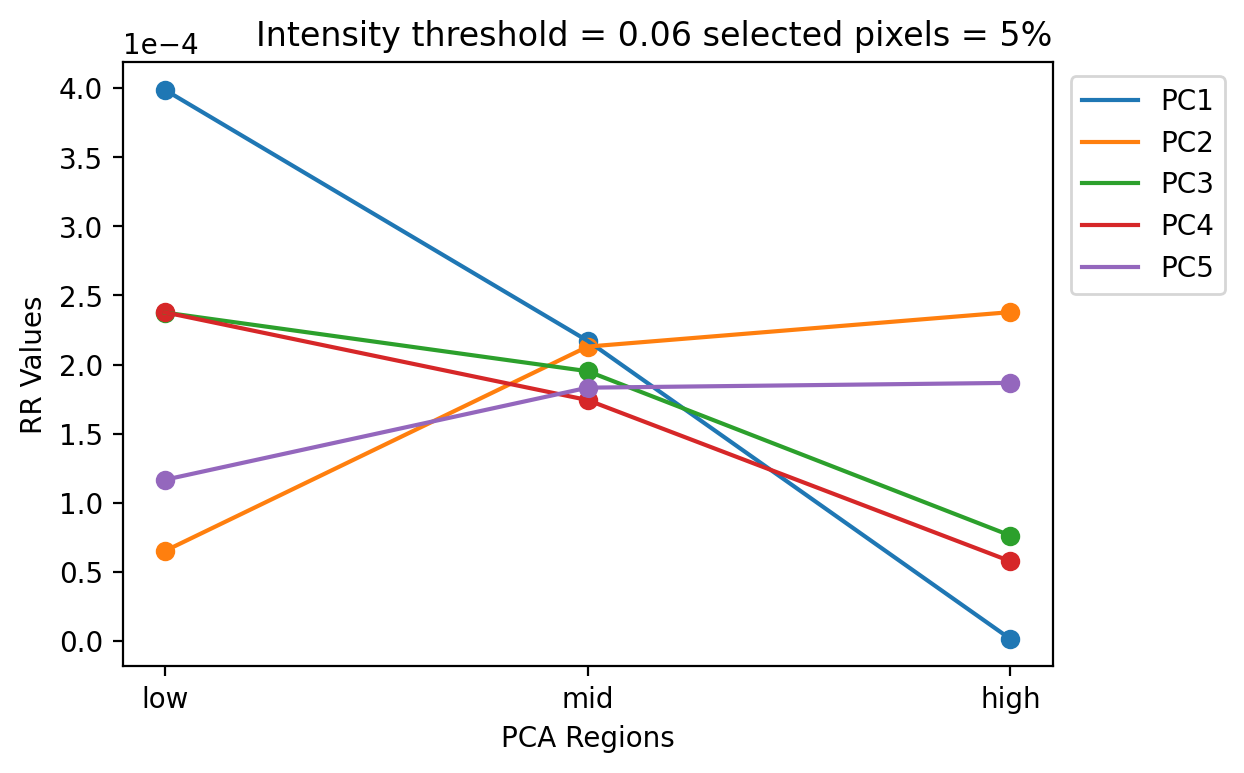 Intensity threshold = 0.06 selected pixels = 5%
1e−4
4.0
3.5
3.0
2.5
2.0
1.5
1.0
0.5
0.0
RR Values
low
mid
high
PCA Regions
PC1
PC2
PC3
PC4
PC5